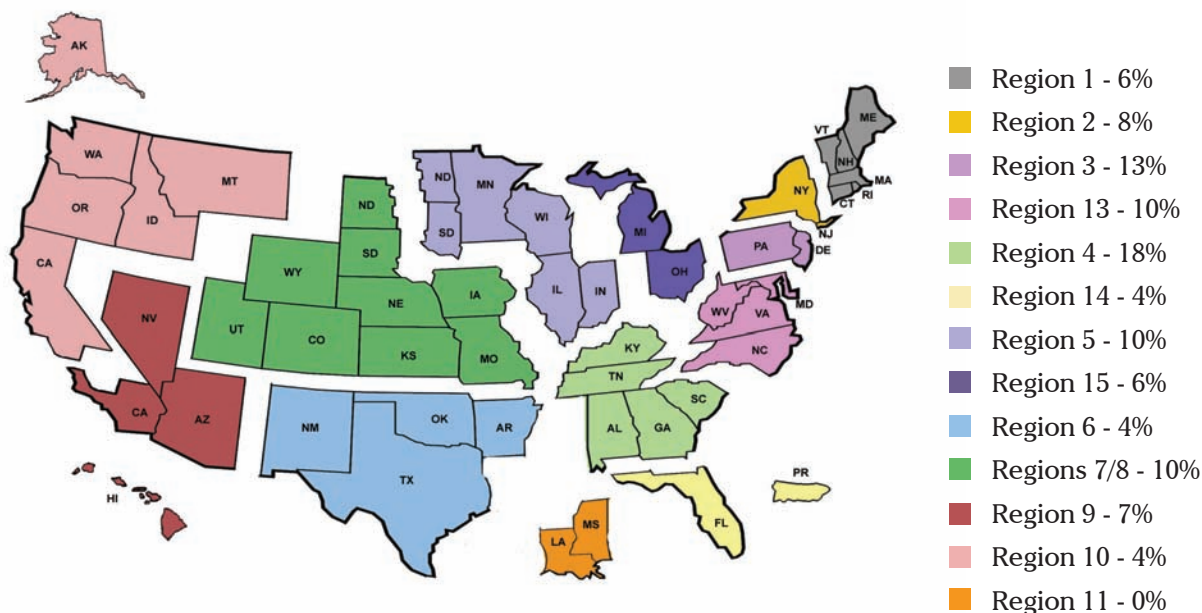 AK
WA
MT
OR
ID
CA
NV
CA
AZ
HI
WY
UT
CO
ND
SD
NE
KS
IA
MO
NM
OK
AR
TX
ND
MN
SD
WI
IL
IN
MI
OH
KY
TN
AL
GA
SC
LA
MS
FL
PR
WV
VA
NC
MD
PA
DE
NJ
NY
VT
NH
ME
MA
RI
CT
Region 1 - 6%
Region 2 - 8%
Region 3 - 13%
Region 13 - 10%
Region 4 - 18%
Region 14 - 4%
Region 5 - 10%
Region 15 - 6%
Region 6 - 4%
Regions 7/8 - 10%
Region 9 - 7%
Region 10 - 4%
Region 11 - 0%